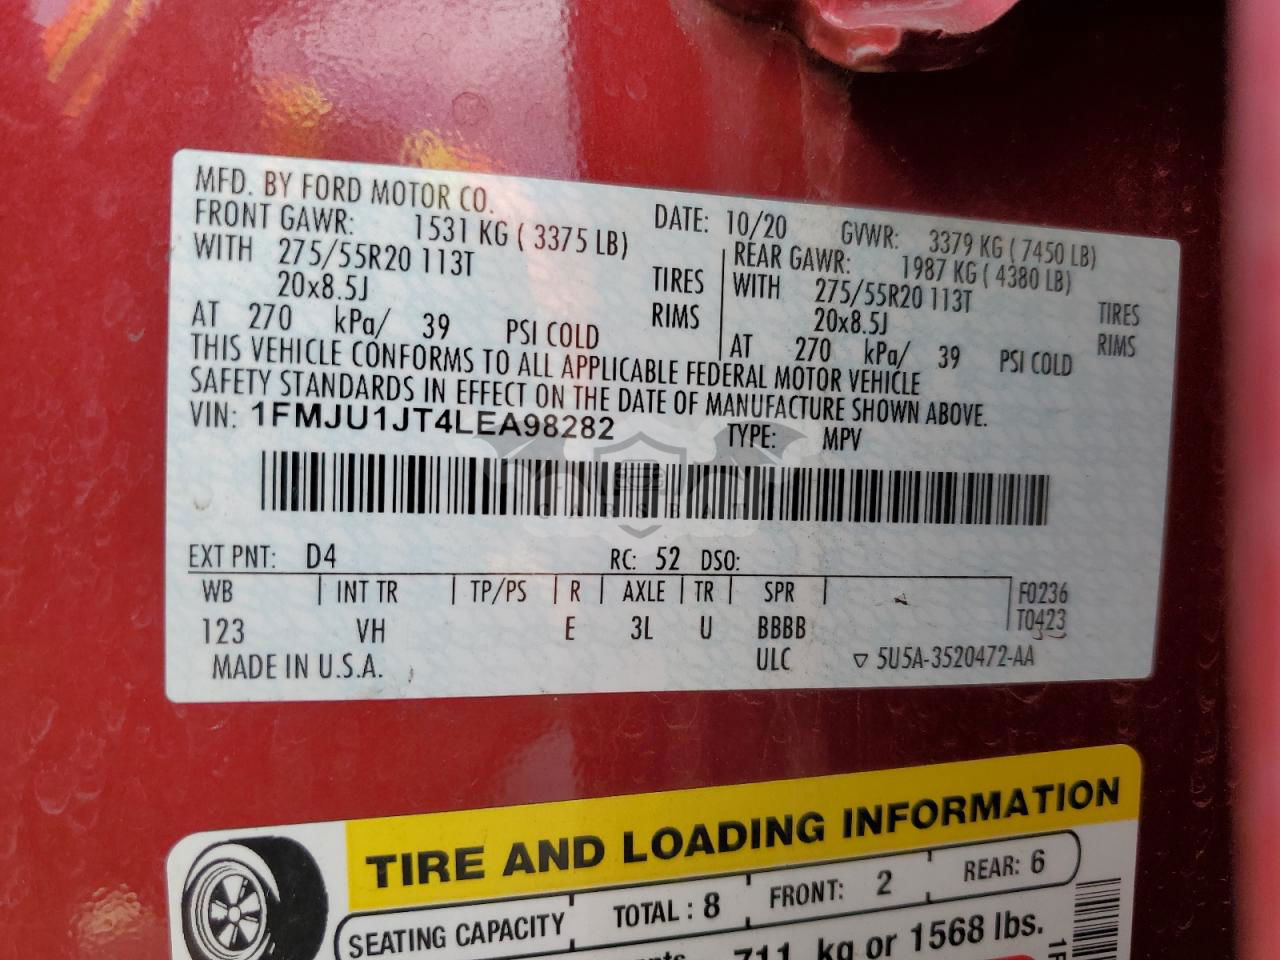 MFD. BY FORD MOTOR CO.
DATE: 10/20 GVWR: 3379 KG ( 7450 LB)
FRONT GAWR: 1531 KG ( 3375 LB)
WITH 275/55R20 113T TIRES
20x8.5J RIMS
AT 270 kPa/ 39 PSI COLD
REAR GAWR: 1987 KG ( 4380 LB)
WITH 275/55R20 113T TIRES
20x8.5J RIMS
AT 270 kPa/ 39 PSI COLD
THIS VEHICLE CONFORMS TO ALL APPLICABLE FEDERAL MOTOR VEHICLE
SAFETY STANDARDS IN EFFECT ON THE DATE OF MANUFACTURE SHOWN ABOVE.
VIN: 1FMJU1JT4LEA98282 TYPE: MPV
CARSBAT
EXT PNT: D4 RC: 52 DSO:
WB INT TR TP/PS R AXLE TR SPR F0236
T0423
123 VH E 3L U BBBB
MADE IN U.S.A. ULC ▽ 5U5A-3520472-AA
TIRE AND LOADING INFORMATION
SEATING CAPACITY TOTAL : 8 FRONT: 2 REAR: 6
711 kg or 1568 lbs.